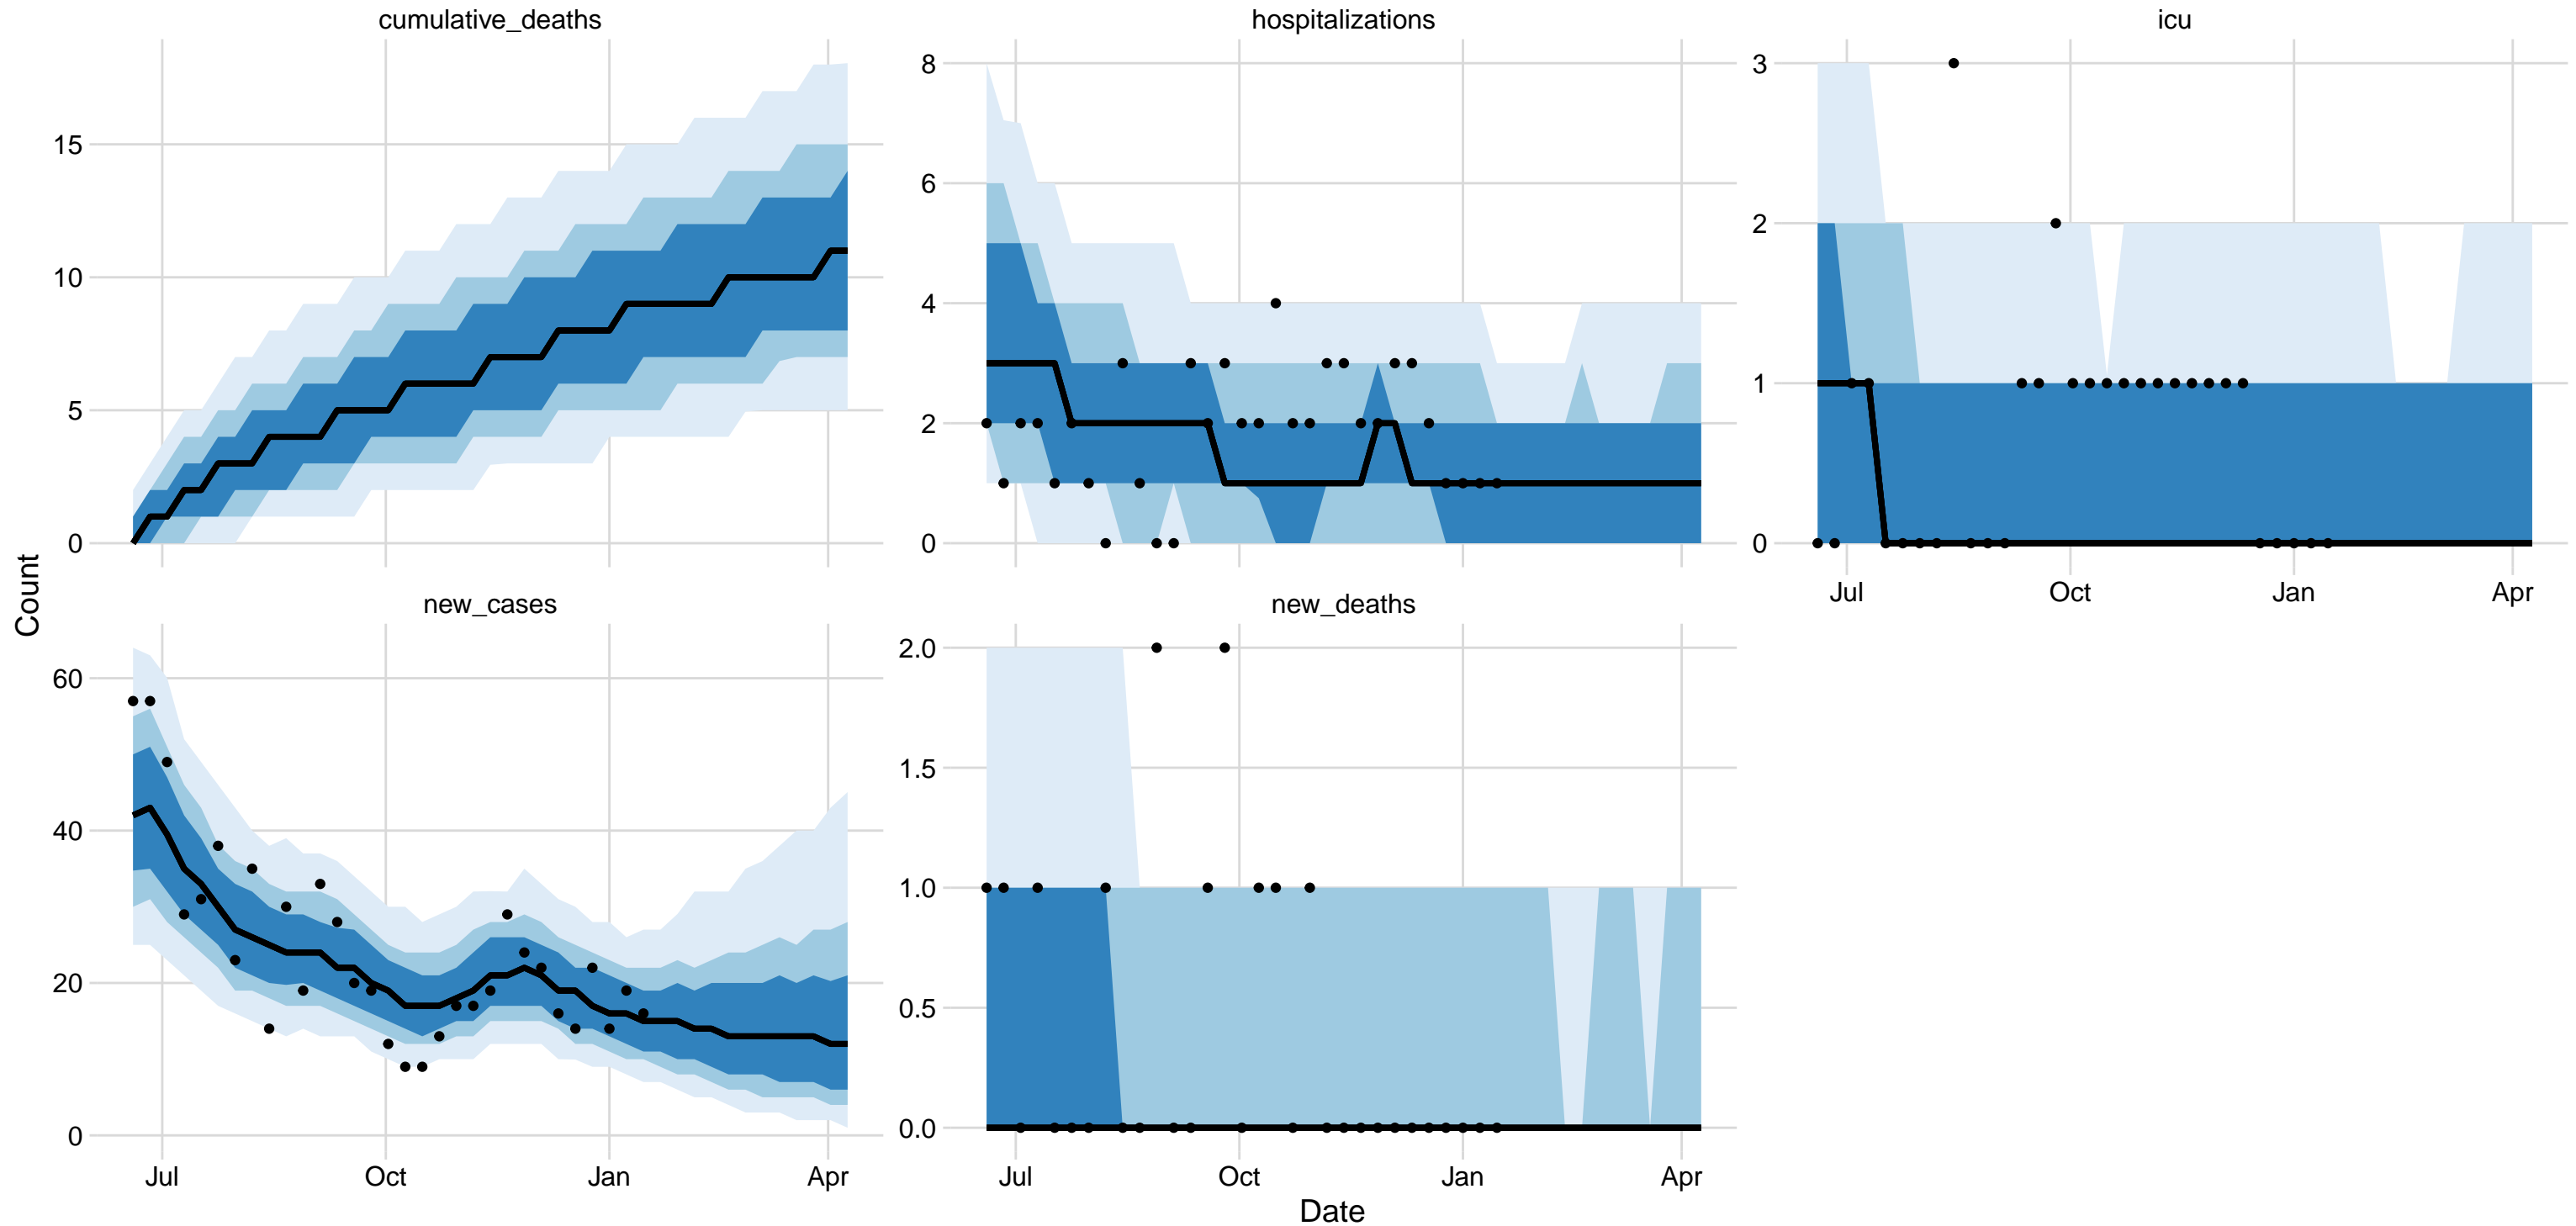 cumulative_deaths
hospitalizations
icu
15
10
5
0
8
6
4
2
0
3
2
1
0
Jul
Oct
Jan
Apr
Count
new_cases
new_deaths
60
40
20
0
2.0
1.5
1.0
0.5
0.0
Jul
Oct
Jan
Apr
Jul
Oct
Jan
Apr
Date